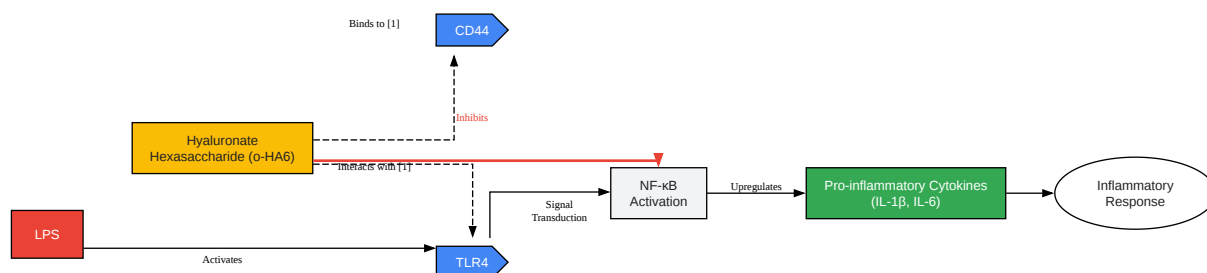 Binds to [1]
CD44
Inhibits
Hyaluronate
Hexasaccharide (o-HA6)
Interacts with [1]
NF-κB
Activation
Upregulates
Pro-inflammatory Cytokines
(IL-1β, IL-6)
Inflammatory
Response
Signal
Transduction
LPS
Activates
TLR4